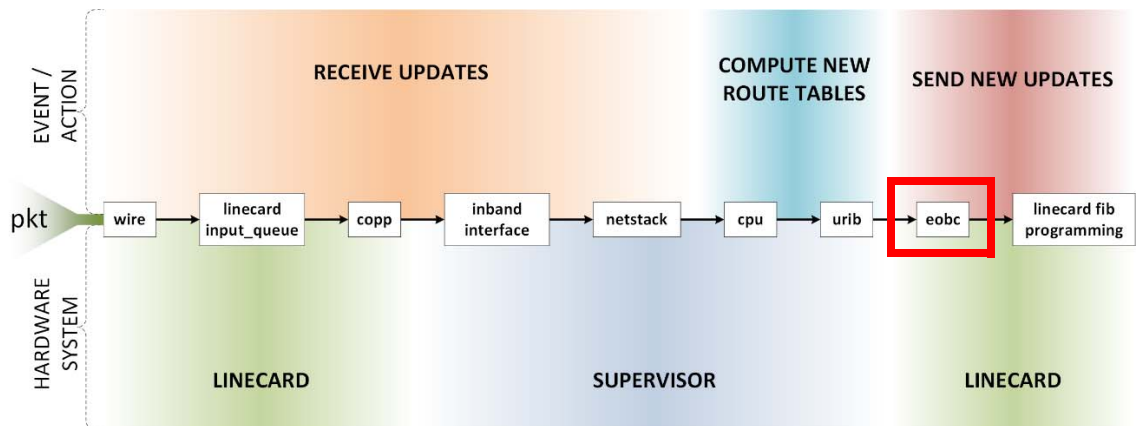 EVENT /
ACTION
RECEIVE UPDATES
COMPUTE NEW
ROUTE TABLES
SEND NEW UPDATES
pkt
wire
linecard
input_queue
copp
inband
interface
netstack
cpu
urib
eobc
linecard fib
programming
HARDWARE
SYSTEM
LINECARD
SUPERVISOR
LINECARD